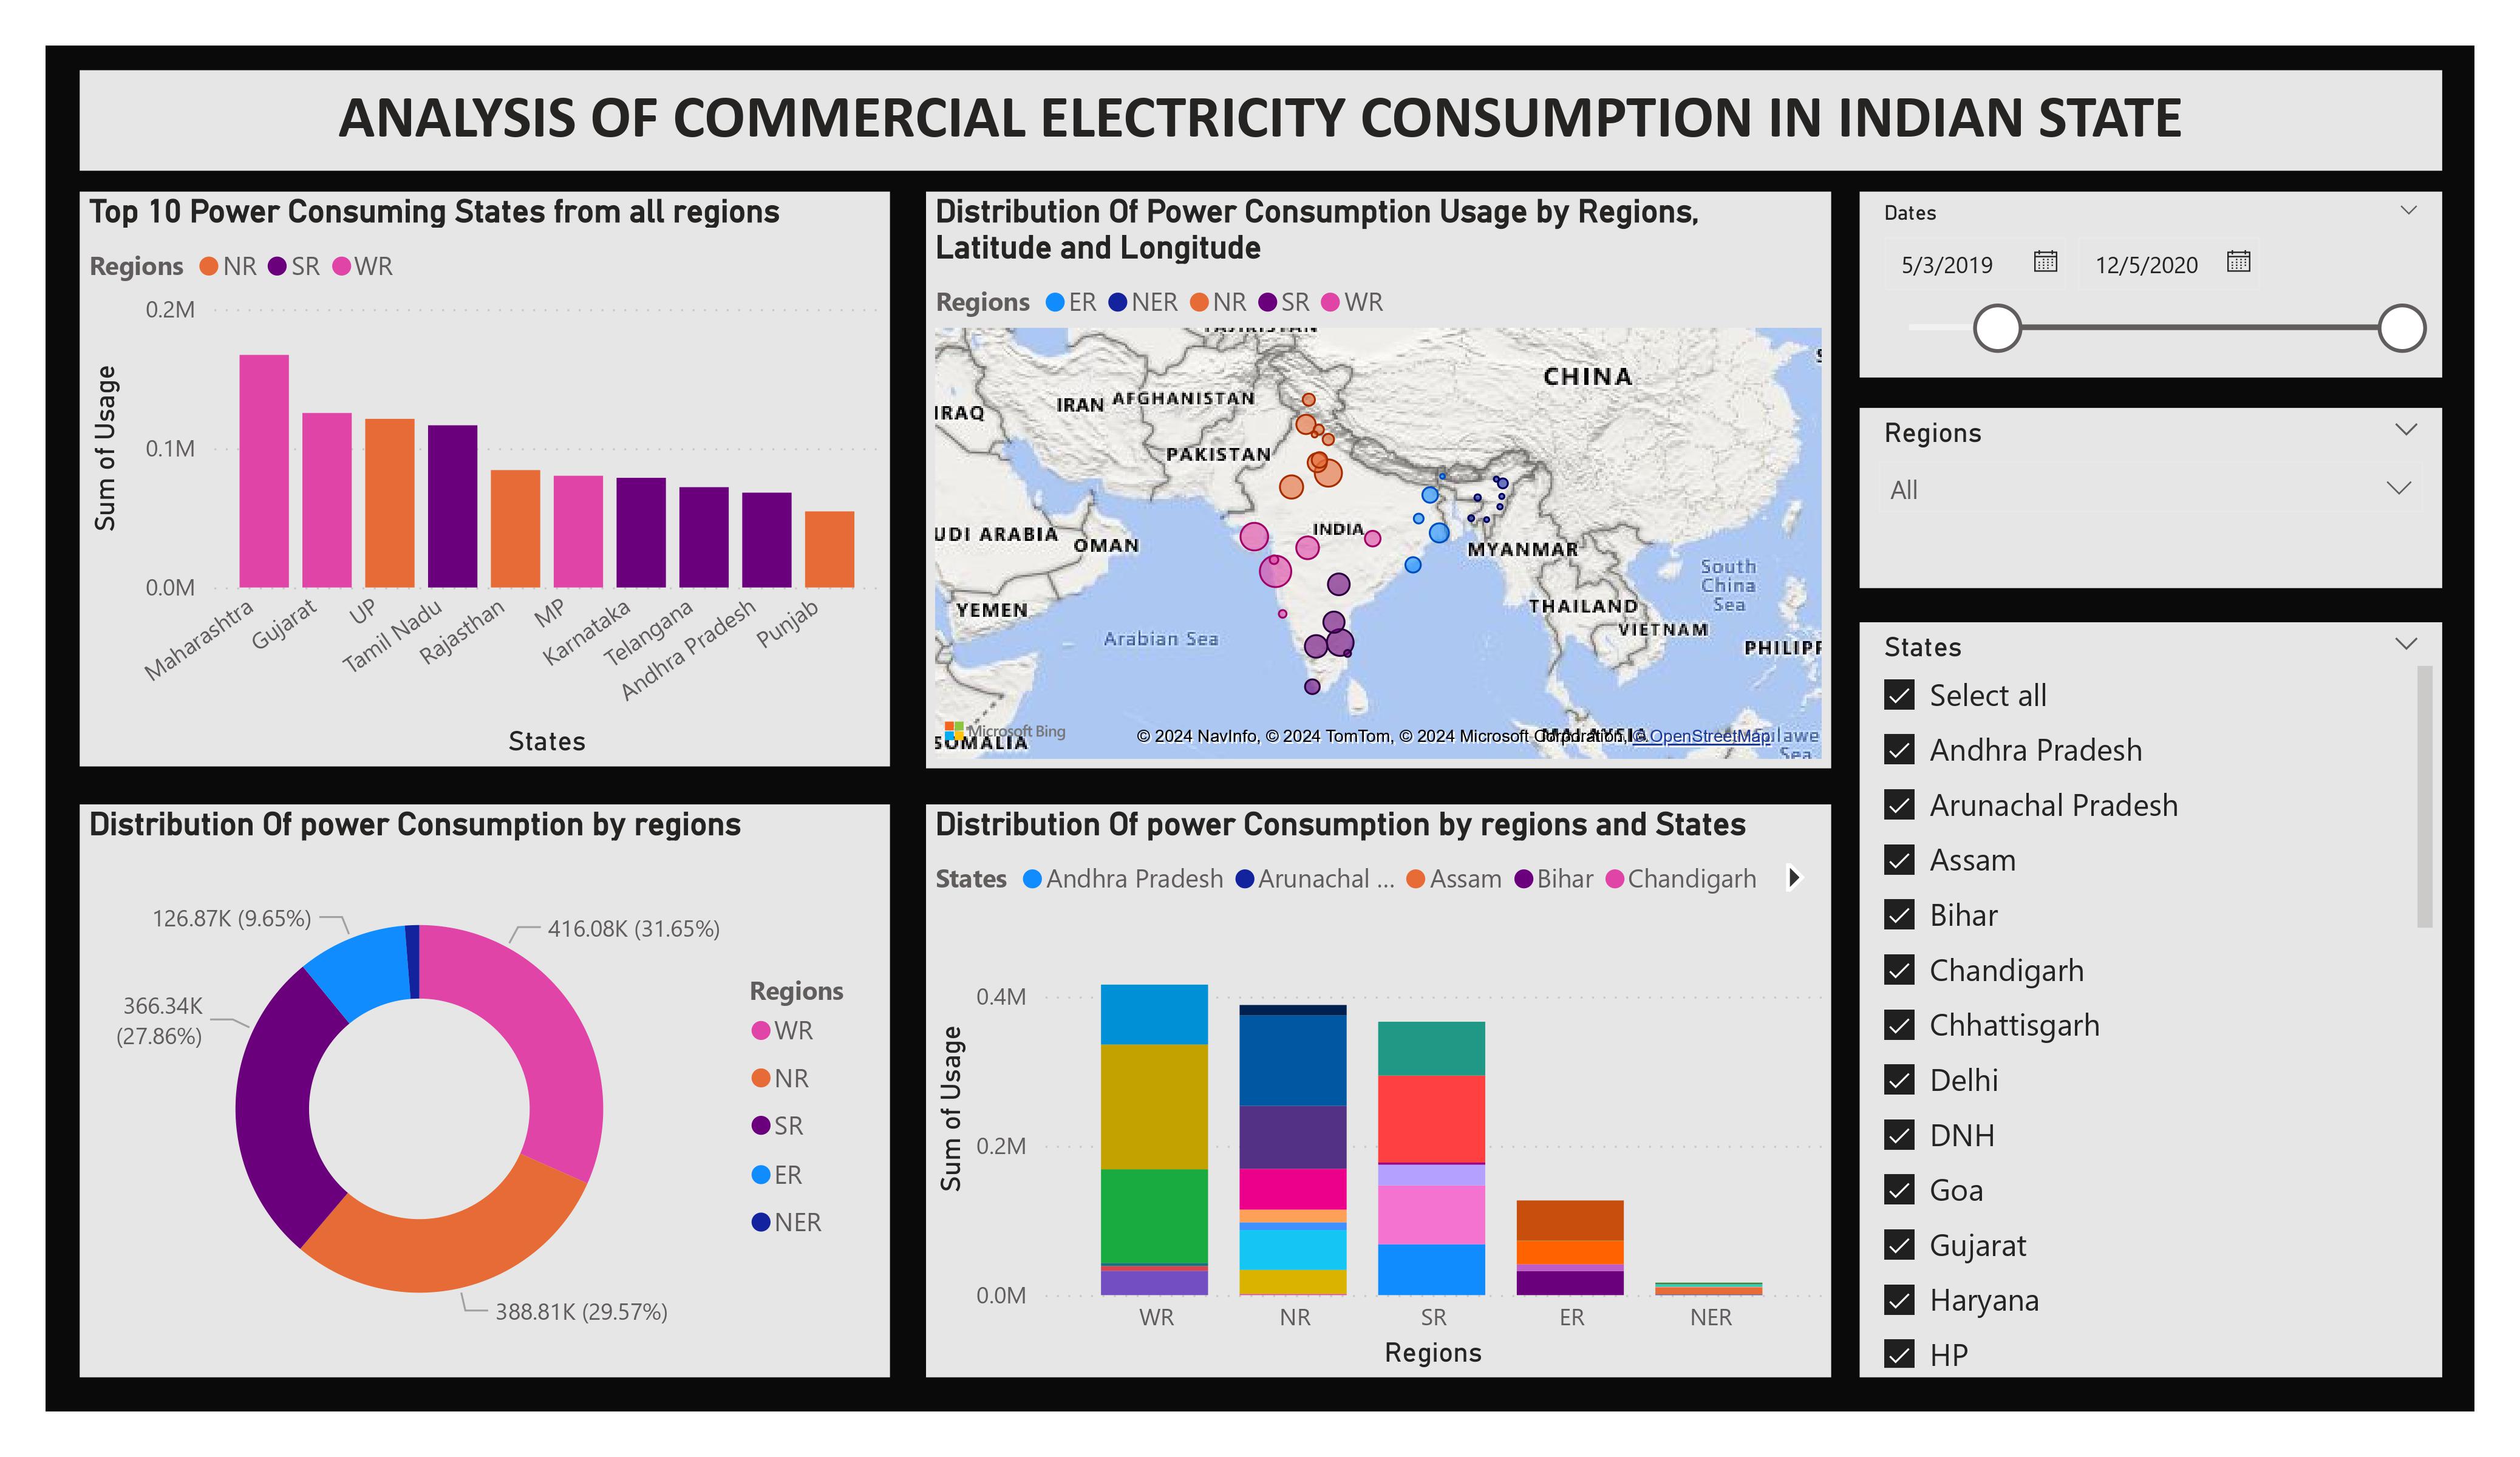 ANALYSIS OF COMMERCIAL ELECTRICITY CONSUMPTION IN INDIAN STATE
Top 10 Power Consuming States from all regions
Regions NR SR WR
0.2M
0.1M
0.0M
Sum of Usage
Maharashtra
Gujarat
UP
Tamil Nadu
Rajasthan
MP
Karnataka
Telangana
Andhra Pradesh
Punjab
States
Distribution Of Power Consumption Usage by Regions,
Latitude and Longitude
Regions ER NER NR SR WR
TAJIKISTAN
CHINA
IRAQ
IRAN
AFGHANISTAN
PAKISTAN
UDI ARABIA
OMAN
INDIA
MYANMAR
YEMEN
Arabian Sea
THAILAND
VIETNAM
South
China
Sea
PHILIPP
SOMALIA
MALAYSIA
Sulawe
Sea
Microsoft Bing
© 2024 NavInfo, © 2024 TomTom, © 2024 Microsoft Corporation, © OpenStreetMap
Dates
5/3/2019 12/5/2020
Regions
All
States
Select all
Andhra Pradesh
Arunachal Pradesh
Assam
Bihar
Chandigarh
Chhattisgarh
Delhi
DNH
Goa
Gujarat
Haryana
HP
Distribution Of power Consumption by regions
126.87K (9.65%)
416.08K (31.65%)
366.34K
(27.86%)
388.81K (29.57%)
Regions
WR
NR
SR
ER
NER
Distribution Of power Consumption by regions and States
States Andhra Pradesh Arunachal ... Assam Bihar Chandigarh
0.4M
0.2M
0.0M
Sum of Usage
WR NR SR ER NER
Regions